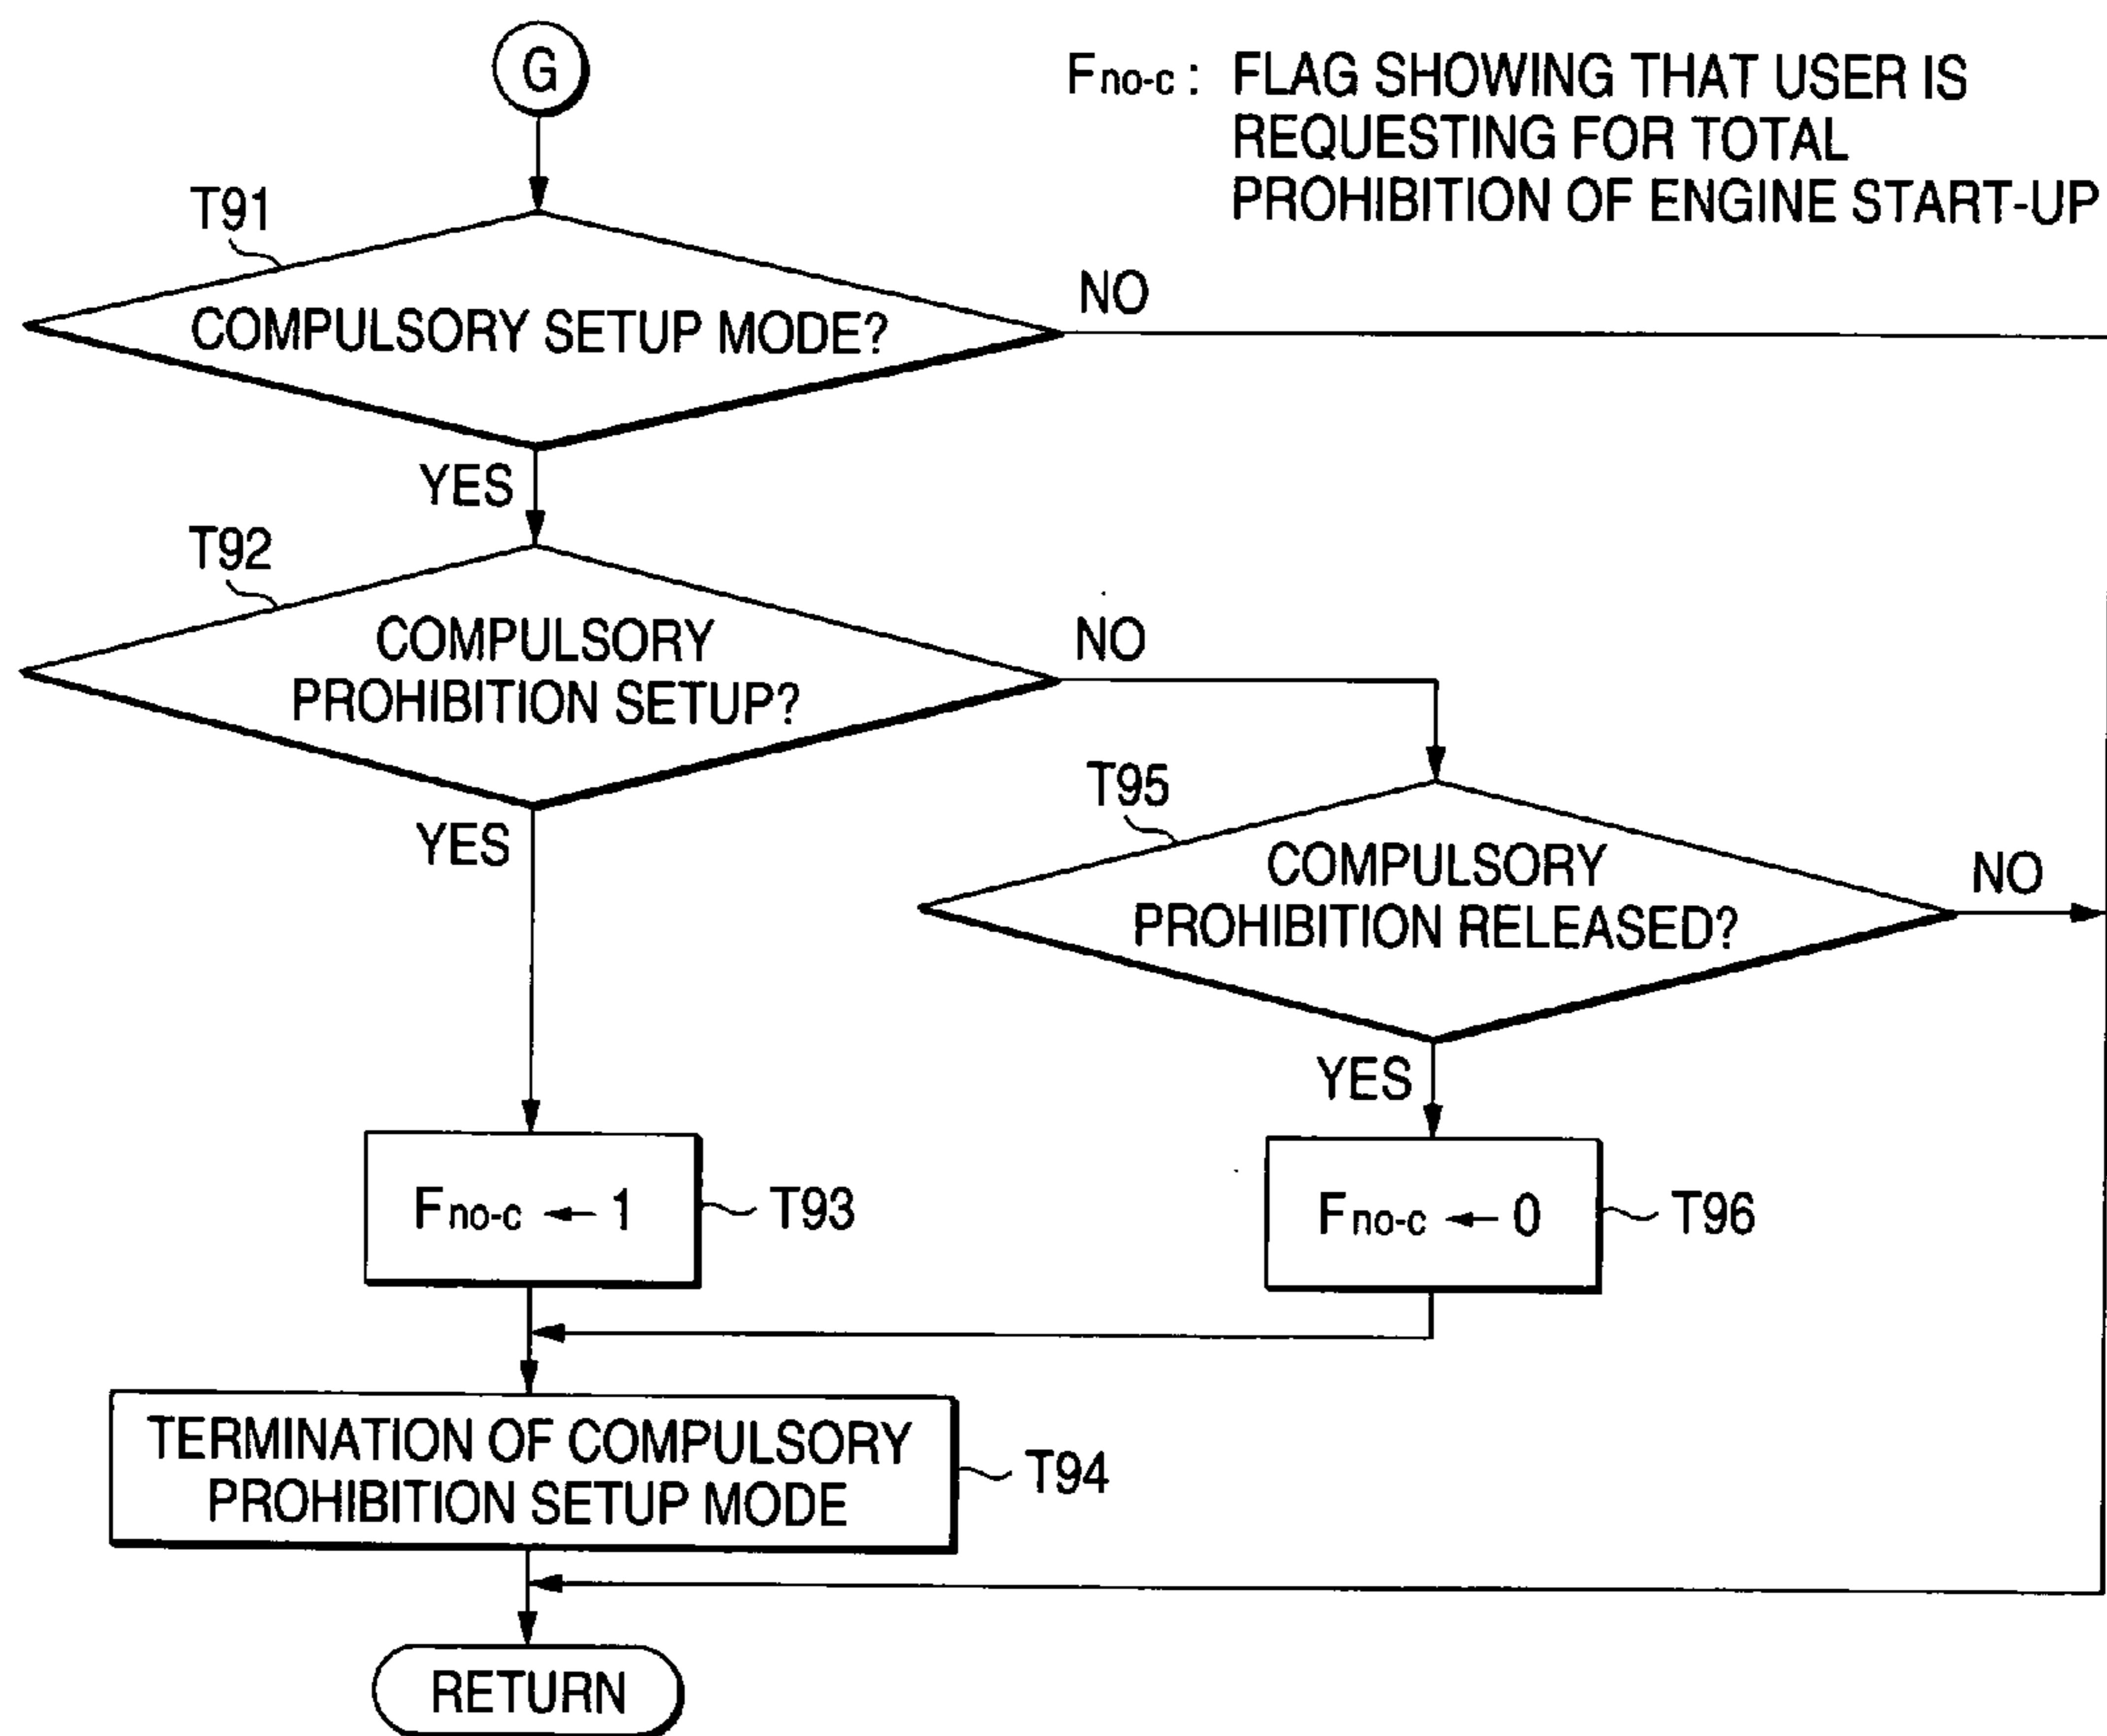 G
Fno-c : FLAG SHOWING THAT USER IS
REQUESTING FOR TOTAL
PROHIBITION OF ENGINE START-UP
T91
COMPULSORY SETUP MODE?
NO
YES
T92
COMPULSORY
PROHIBITION SETUP?
NO
YES
T95
COMPULSORY
PROHIBITION RELEASED?
NO
YES
Fno-c ← 1
T93
Fno-c ← 0
T96
TERMINATION OF COMPULSORY
PROHIBITION SETUP MODE
T94
RETURN